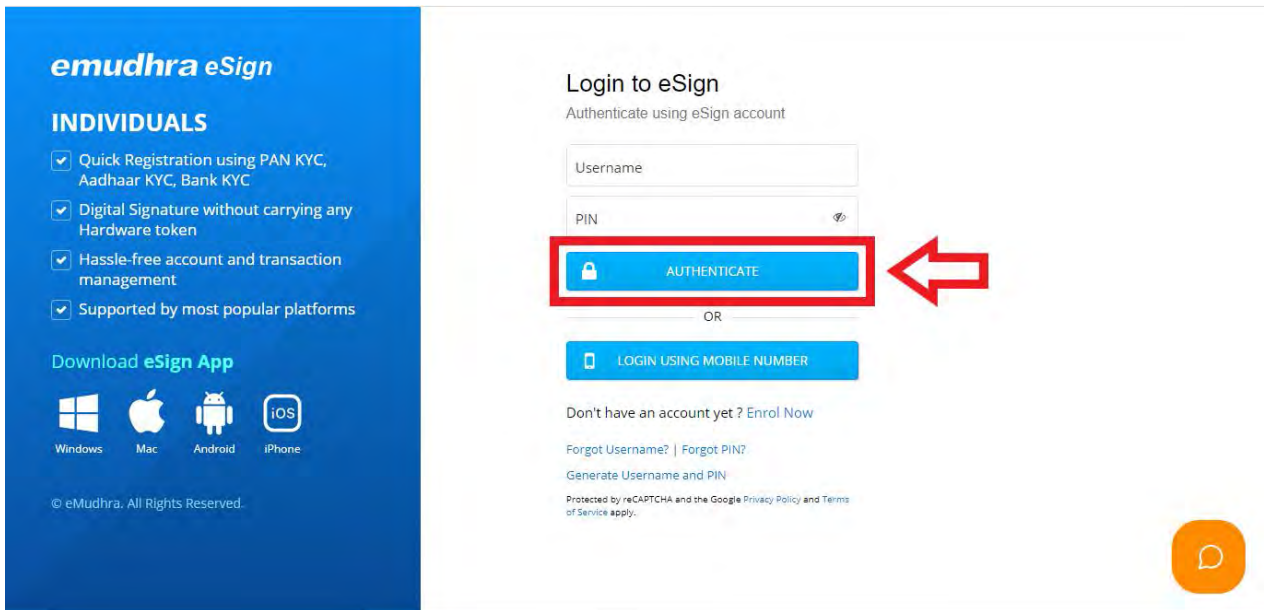 emudhra eSign
INDIVIDUALS
Quick Registration using PAN KYC,
Aadhaar KYC, Bank KYC
Digital Signature without carrying any
Hardware token
Hassle-free account and transaction
management
Supported by most popular platforms
Download eSign App
iOS
Windows Mac Android iPhone
© eMudhra. All Rights Reserved.
Login to eSign
Authenticate using eSign account
Username
PIN
AUTHENTICATE
OR
LOGIN USING MOBILE NUMBER
Don't have an account yet ? Enrol Now
Forgot Username? | Forgot PIN?
Generate Username and PIN
Protected by reCAPTCHA and the Google Privacy Policy and Terms
of Service apply.